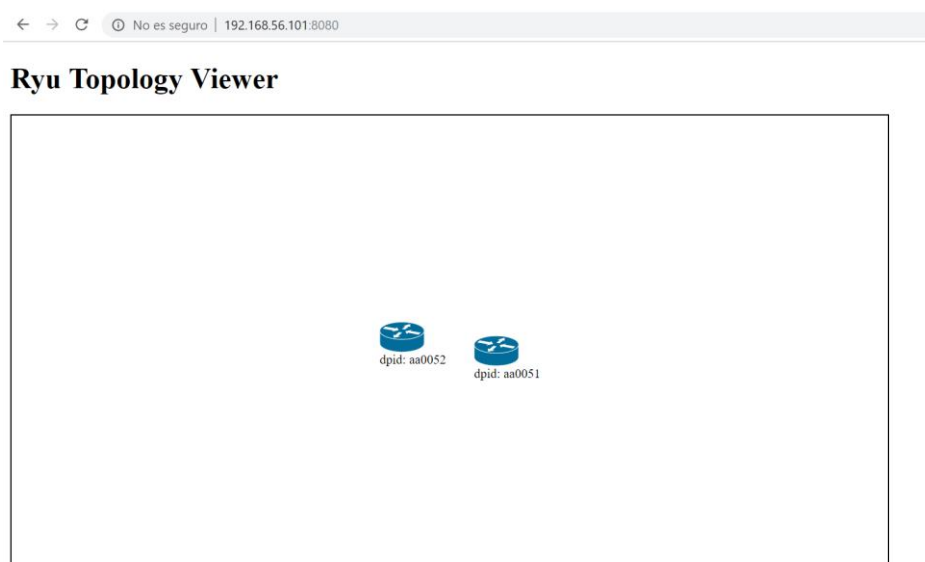 No es seguro | 192.168.56.101:8080
Ryu Topology Viewer
dpid: aa0052
dpid: aa0051